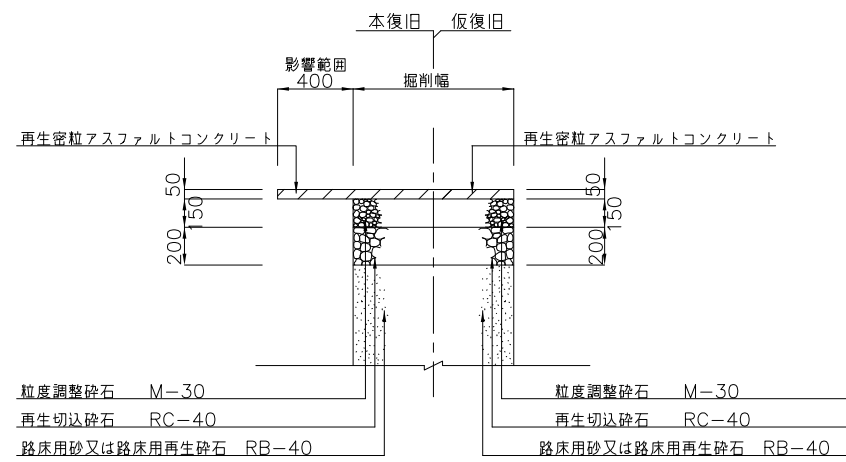 本復旧 仮復旧
影響範囲
400 掘削幅
再生密粒アスファルトコンクリート 再生密粒アスファルトコンクリート
50 50
150 150
200 200
粒度調整砕石 M-30 粒度調整砕石 M-30
再生切込砕石 RC-40 再生切込砕石 RC-40
路床用砂又は路床用再生砕石 RB-40 路床用砂又は路床用再生砕石 RB-40